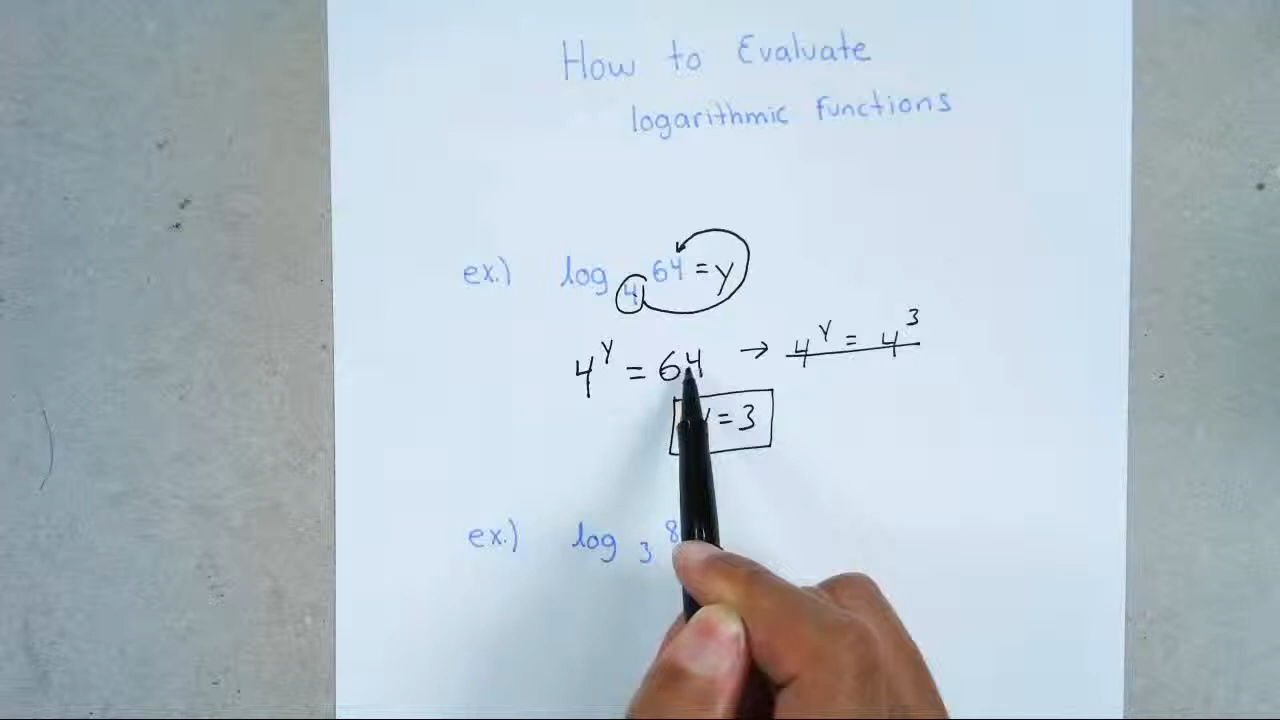 How to Evaluate
logarithmic functions
ex.) log 4 64 = y
4^y = 64 → 4^y = 4^3
= 3
ex.) log 3 8